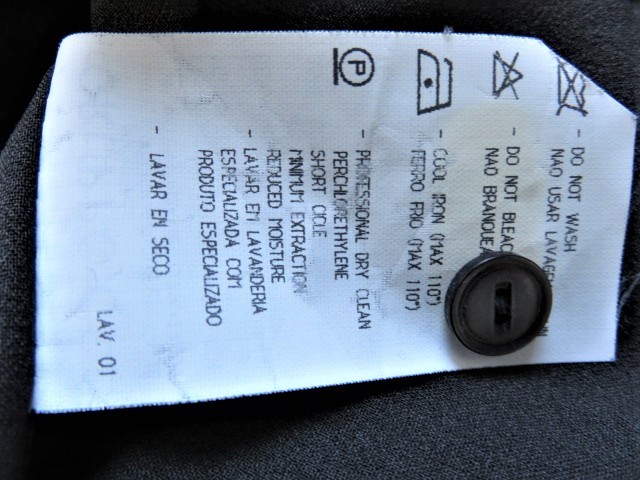 - DO NOT WASH
NAO USAR
- DO NOT
NAO
- COOL IRON (MAX 110°)
FERRO FRIO (MAX 110°)
P
- PROFESSIONAL DRY CLEAN
PERCHLORETHYLENE
SHORT CICLE
MINIMUM EXTRACTION
REDUCED MOISTURE
- LAVAR EM LAVANDERIA
ESPECIALIZADA COM
PRODUTO ESPECIALIZADO
- LAVAR EN SECO
LAV. 01